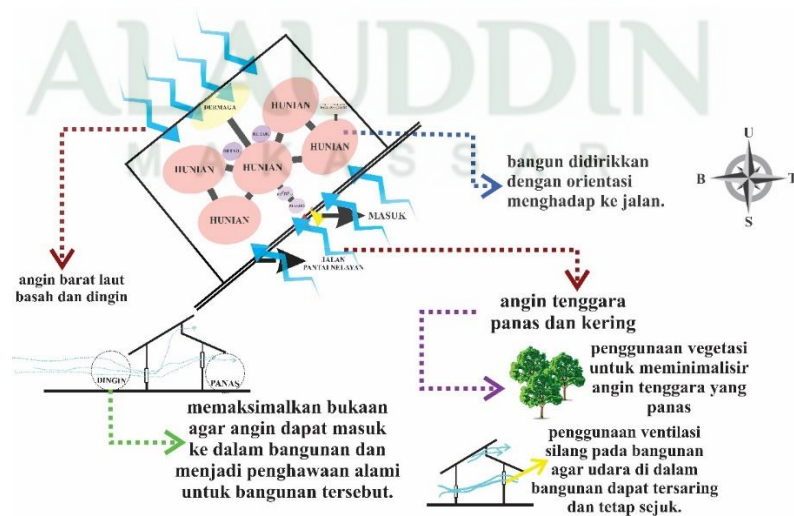 ALAUDDIN
MAKASSAR
DERMAGA
HUNIAN
HUNIAN
RETAIL
RETAIL
HUNIAN
HUNIAN
HUNIAN
MASUK
JALAN
PANTAI NELAYAN
bangun didirikkan
dengan orientasi
menghadap ke jalan.
U
B
T
S
angin barat laut
basah dan dingin
angin tenggara
panas dan kering
penggunaan vegetasi
untuk meminimalisir
angin tenggara yang
panas
DINGIN
PANAS
memaksimalkan bukaan
agar angin dapat masuk
ke dalam bangunan dan
menjadi penghawaan alami
untuk bangunan tersebut.
penggunaan ventilasi
silang pada bangunan
agar udara di dalam
bangunan dapat tersaring
dan tetap sejuk.
HUNIAN